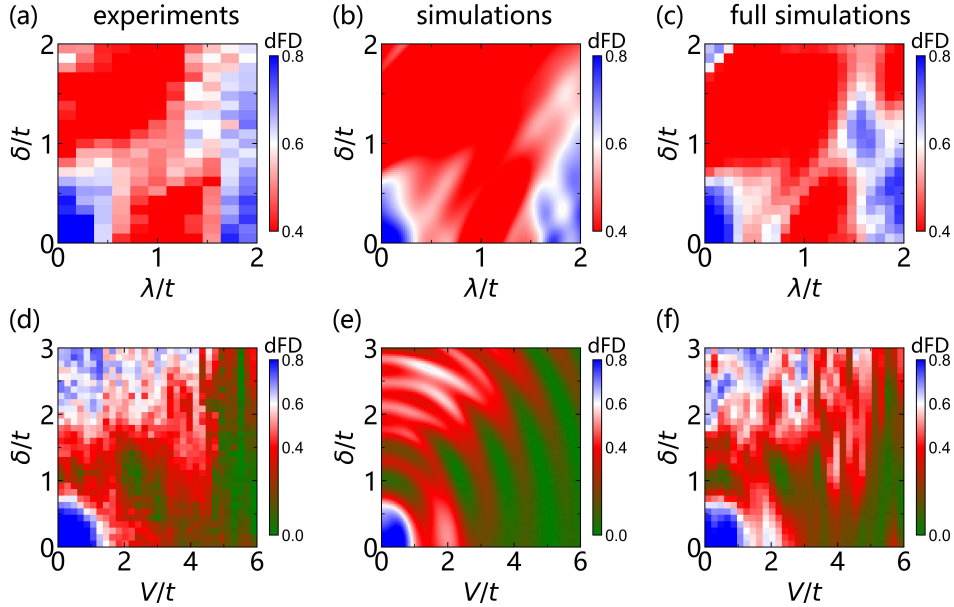 (a) experiments (b) simulations (c) full simulations
dFD dFD dFD
2 0.8 2 0.8 2 0.8
δ/t 1 0.6 δ/t 1 0.6 δ/t 1 0.6
0 0.4 0 0.4 0 0.4
0 1 2 0 1 2 0 1 2
λ/t λ/t λ/t
(d) (e) (f)
dFD dFD dFD
3 0.8 3 0.8 3 0.8
2 0.6 2 0.6 2 0.6
δ/t 1 0.4 δ/t 1 0.4 δ/t 1 0.4
0 0.0 0 0.0 0 0.0
0 2 4 6 0 2 4 6 0 2 4 6
V/t V/t V/t